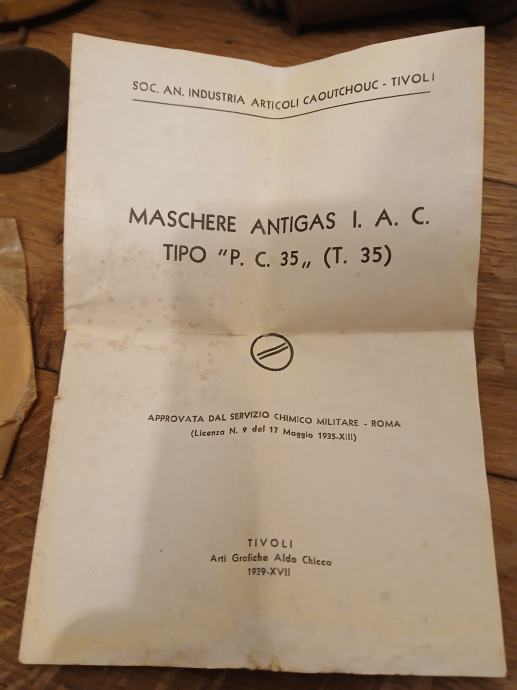 SOC. AN. INDUSTRIA ARTICOLI CAOUTCHOUC - TIVOLI
MASCHERE ANTIGAS I. A. C.
TIPO "P. C. 35„ (T. 35)
APPROVATA DAL SERVIZIO CHIMICO MILITARE - ROMA
(Licenza N. 9 del 17 Maggio 1935-XIII)
TIVOLI
Arti Grafiche Aldo Chicca
1939-XVII